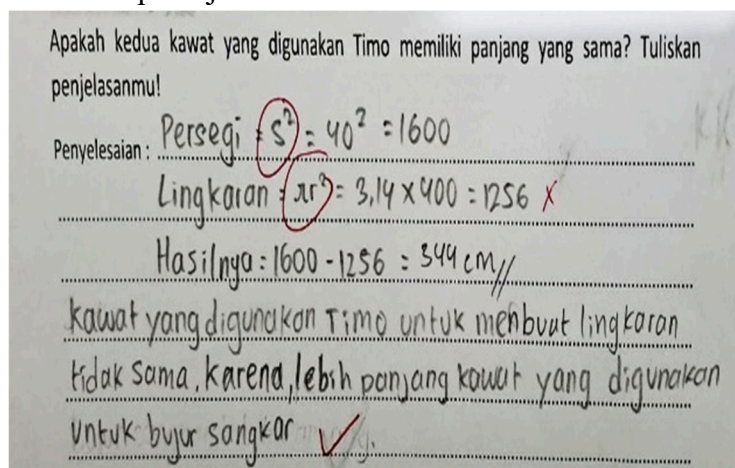 Apakah kedua kawat yang digunakan Timo memiliki panjang yang sama? Tuliskan
penjelasanmu!
Penyelesaian : Persegi = s² = 40² = 1600
Lingkaran = πr² = 3,14 × 400 = 1256 ×
Hasilnya = 1600 - 1256 = 344 cm //
kawat yang digunakan Timo untuk menbuat lingkaran
tidak sama, karena, lebih panjang kawat yang digunakan
untuk bujur sangkar ✓